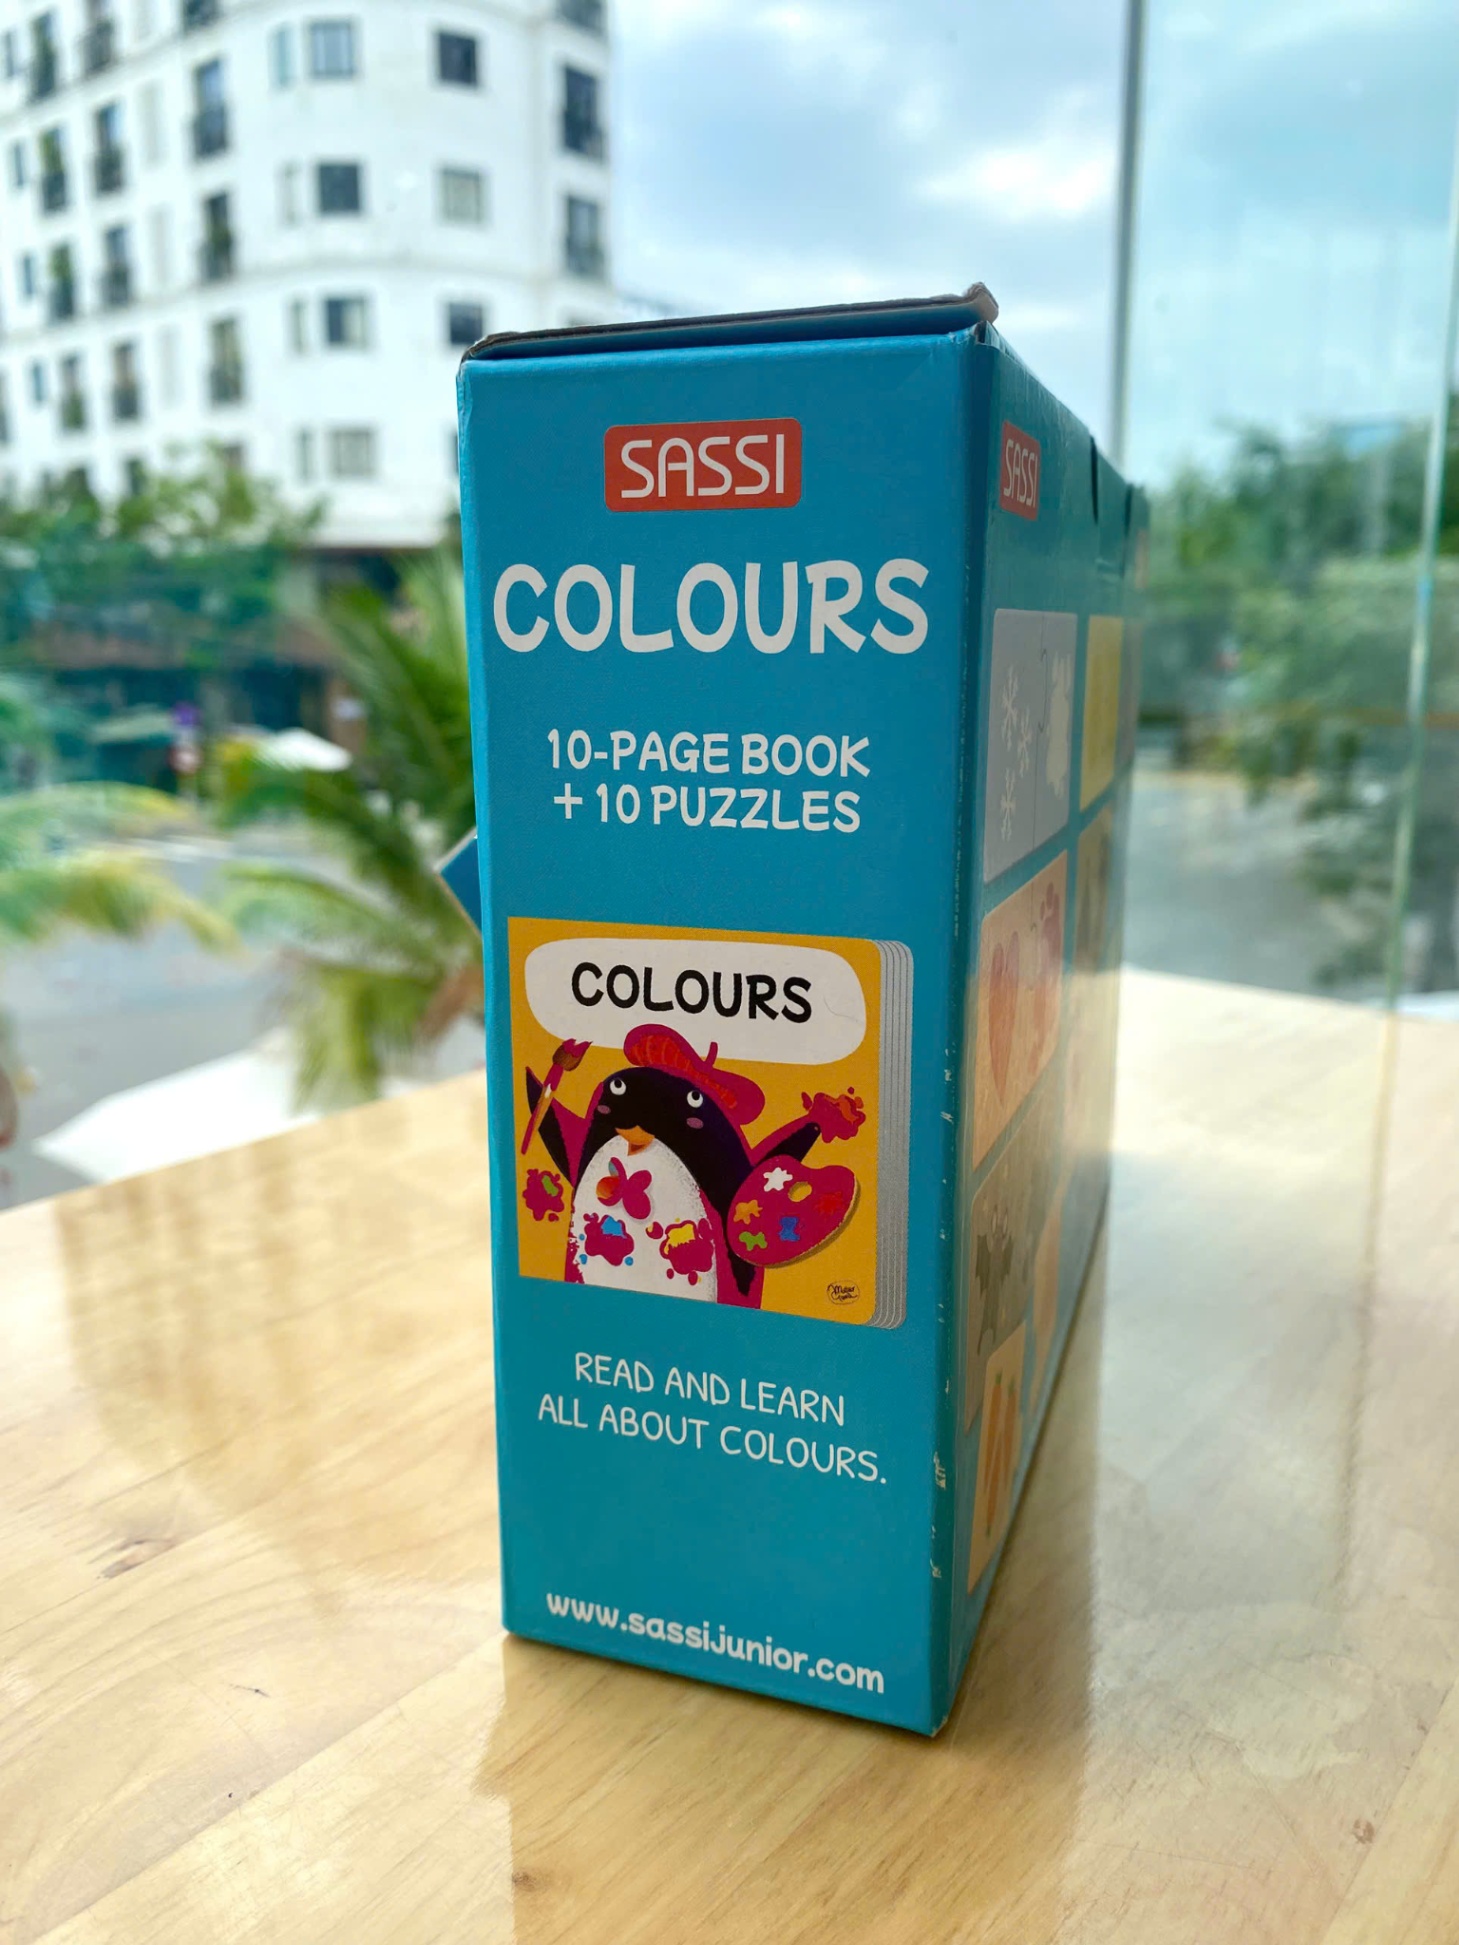 SASSI
COLOURS
10-PAGE BOOK
+ 10 PUZZLES
COLOURS
READ AND LEARN
ALL ABOUT COLOURS.
www.sassijunior.com
SASSI